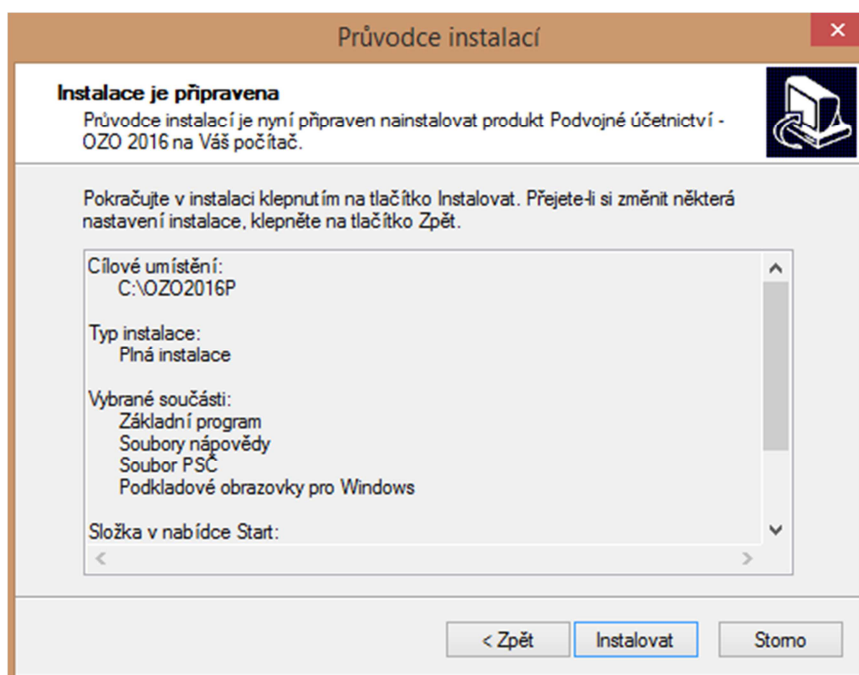 Průvodce instalací
Instalace je připravena
Průvodce instalací je nyní připraven nainstalovat produkt Podvojné účetnictví -
OZO 2016 na Váš počítač.
Pokračujte v instalaci klepnutím na tlačítko Instalovat. Přejete-li si změnit některá
nastavení instalace, klepněte na tlačítko Zpět.
Cílové umístění:
C:\OZO2016P
Typ instalace:
Plná instalace
Vybrané součásti:
Základní program
Soubory nápovědy
Soubor PSČ
Podkladové obrazovky pro Windows
Složka v nabídce Start:
< Zpět
Instalovat
Storno